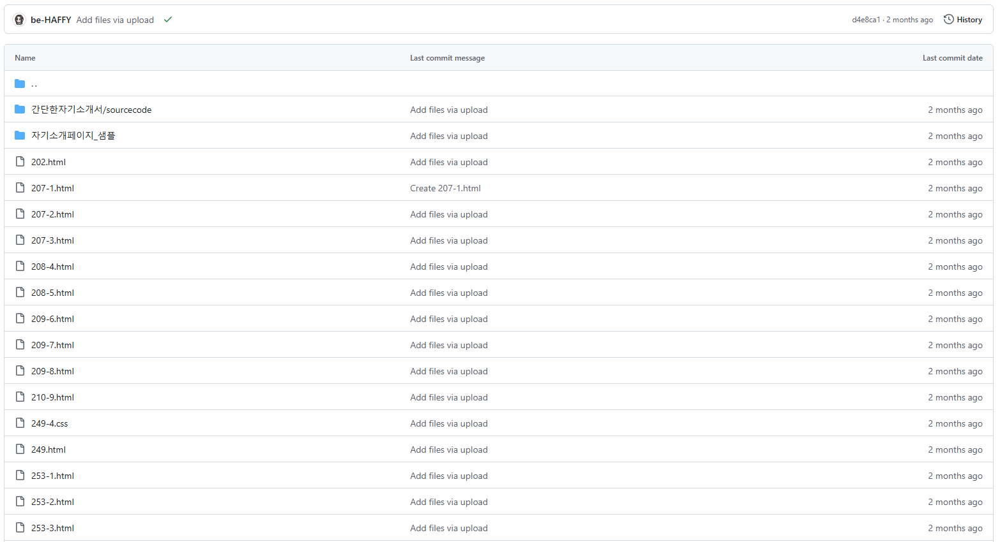 be-HAFFY Add files via upload d4e8ca1 · 2 months ago History
Name Last commit message Last commit date
..
간단한자기소개서/sourcecode Add files via upload 2 months ago
자기소개페이지_샘플 Add files via upload 2 months ago
202.html Add files via upload 2 months ago
207-1.html Create 207-1.html 2 months ago
207-2.html Add files via upload 2 months ago
207-3.html Add files via upload 2 months ago
208-4.html Add files via upload 2 months ago
208-5.html Add files via upload 2 months ago
209-6.html Add files via upload 2 months ago
209-7.html Add files via upload 2 months ago
209-8.html Add files via upload 2 months ago
210-9.html Add files via upload 2 months ago
249-4.css Add files via upload 2 months ago
249.html Add files via upload 2 months ago
253-1.html Add files via upload 2 months ago
253-2.html Add files via upload 2 months ago
253-3.html Add files via upload 2 months ago